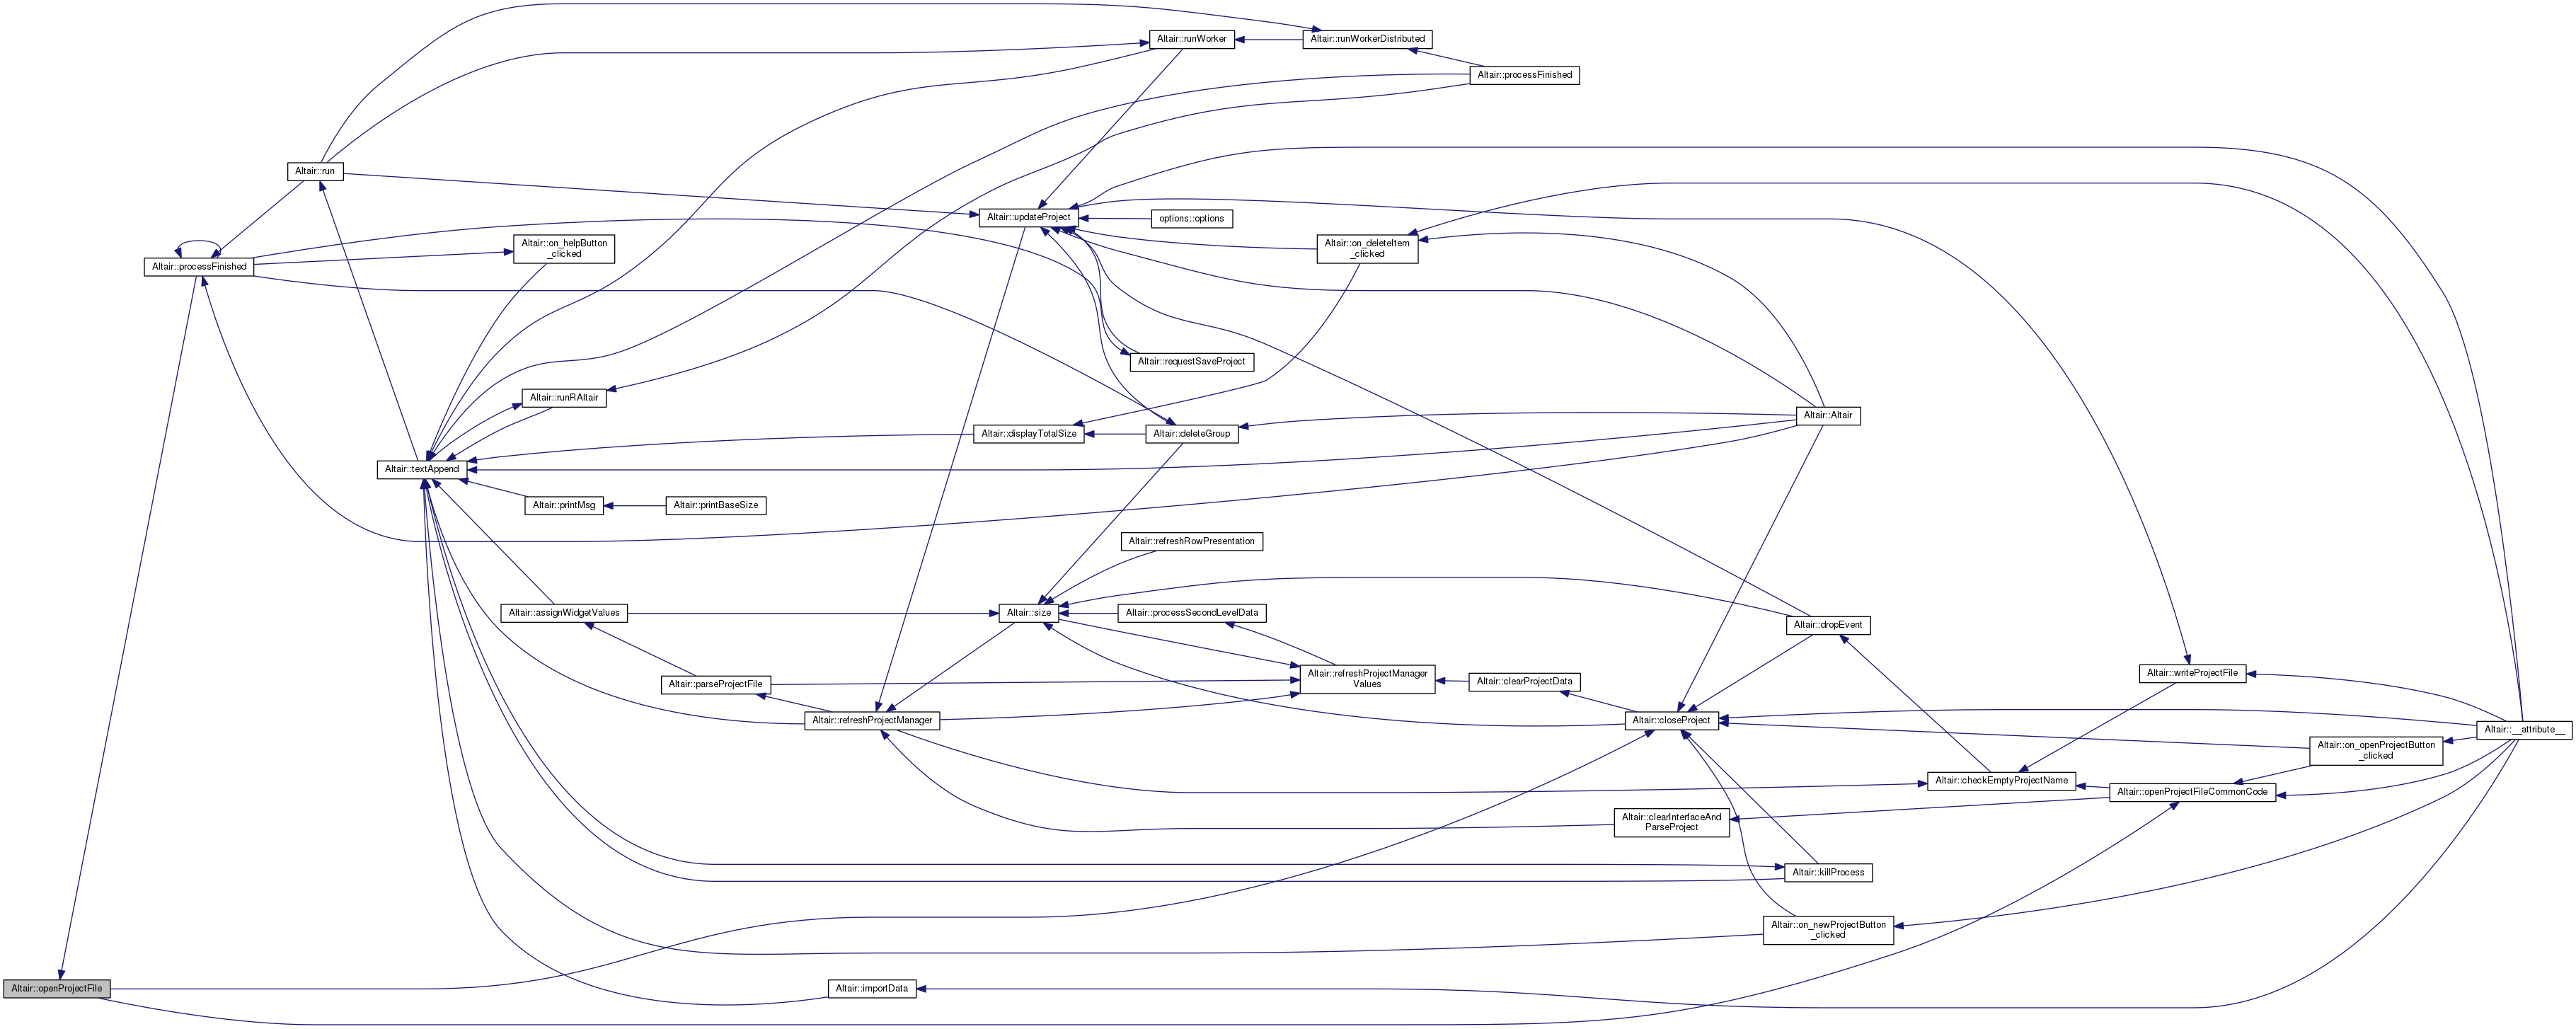 Altair::runWorker
Altair::runWorkerDistributed
Altair::processFinished
Altair::run
Altair::updateProject
options::options
Altair::on_helpButton
_clicked
Altair::on_deleteItem
_clicked
Altair::processFinished
Altair::requestSaveProject
Altair::runRAltair
Altair::Altair
Altair::displayTotalSize
Altair::deleteGroup
Altair::textAppend
Altair::printMsg
Altair::printBaseSize
Altair::refreshRowPresentation
Altair::assignWidgetValues
Altair::size
Altair::processSecondLevelData
Altair::dropEvent
Altair::refreshProjectManager
Values
Altair::writeProjectFile
Altair::parseProjectFile
Altair::clearProjectData
Altair::refreshProjectManager
Altair::closeProject
Altair::__attribute__
Altair::on_openProjectButton
_clicked
Altair::checkEmptyProjectName
Altair::openProjectFileCommonCode
Altair::clearInterfaceAnd
ParseProject
Altair::killProcess
Altair::on_newProjectButton
_clicked
Altair::openProjectFile
Altair::importData